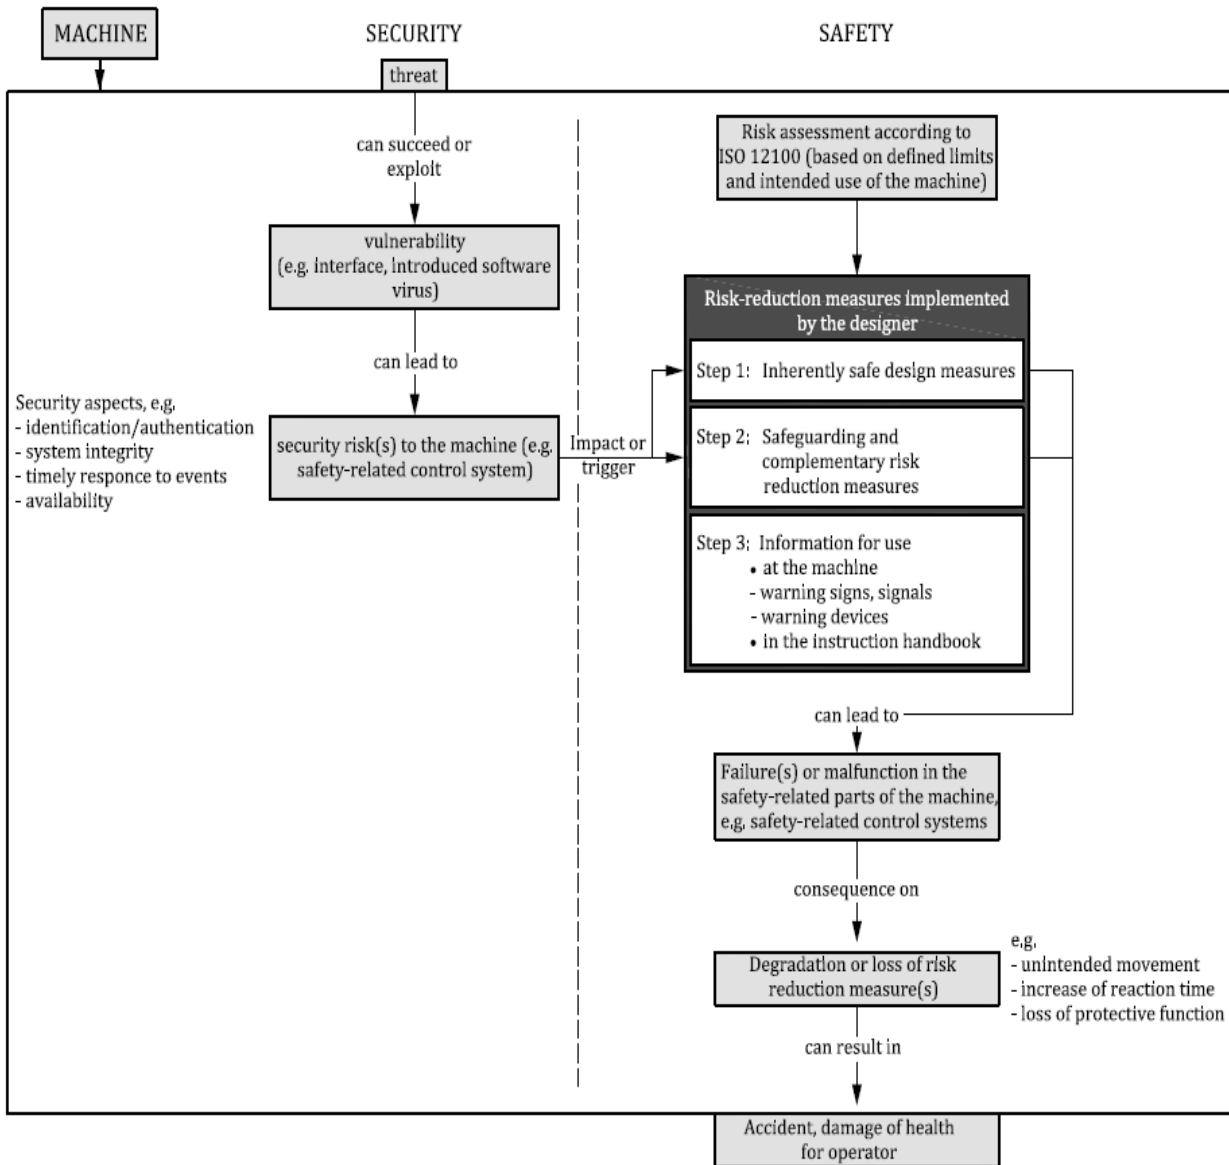 MACHINE
SECURITY
SAFETY
threat
can succeed or
exploit
vulnerability
(e.g. interface, introduced software
virus)
can lead to
Security aspects, e.g.
- identification/authentication
- system integrity
- timely responce to events
- availability
security risk(s) to the machine (e.g.
safety-related control system)
Impact or
trigger
Risk assessment according to
ISO 12100 (based on defined limits
and intended use of the machine)
Risk-reduction measures implemented
by the designer
Step 1: Inherently safe design measures
Step 2: Safeguarding and
complementary risk
reduction measures
Step 3: Information for use
• at the machine
- warning signs, signals
- warning devices
• in the instruction handbook
can lead to
Failure(s) or malfunction in the
safety-related parts of the machine,
e.g. safety-related control systems
consequence on
Degradation or loss of risk
reduction measure(s)
e.g.
- unintended movement
- increase of reaction time
- loss of protective function
can result in
Accident, damage of health
for operator